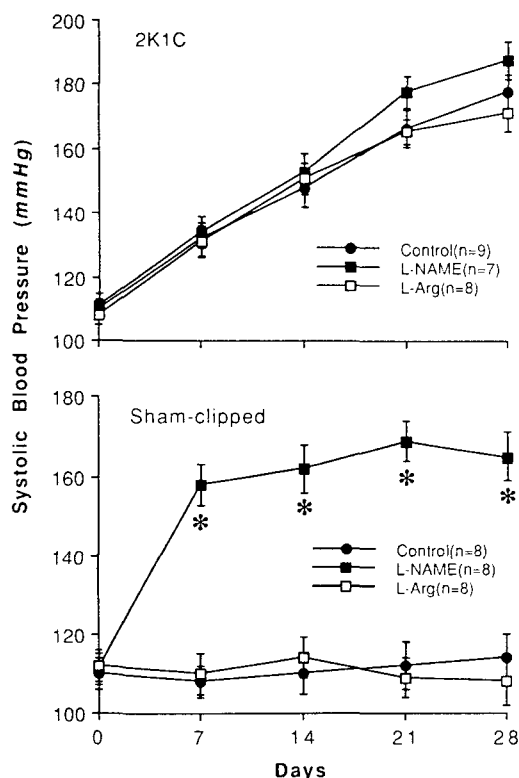 2K1C
200
180
160
140
120
100
Control(n=9)
L-NAME(n=7)
L-Arg(n=8)
Systolic Blood Pressure (mmHg)
Sham-clipped
180
160
140
120
100
*
*
*
*
Control(n=8)
L-NAME(n=8)
L-Arg(n=8)
0 7 14 21 28
Days